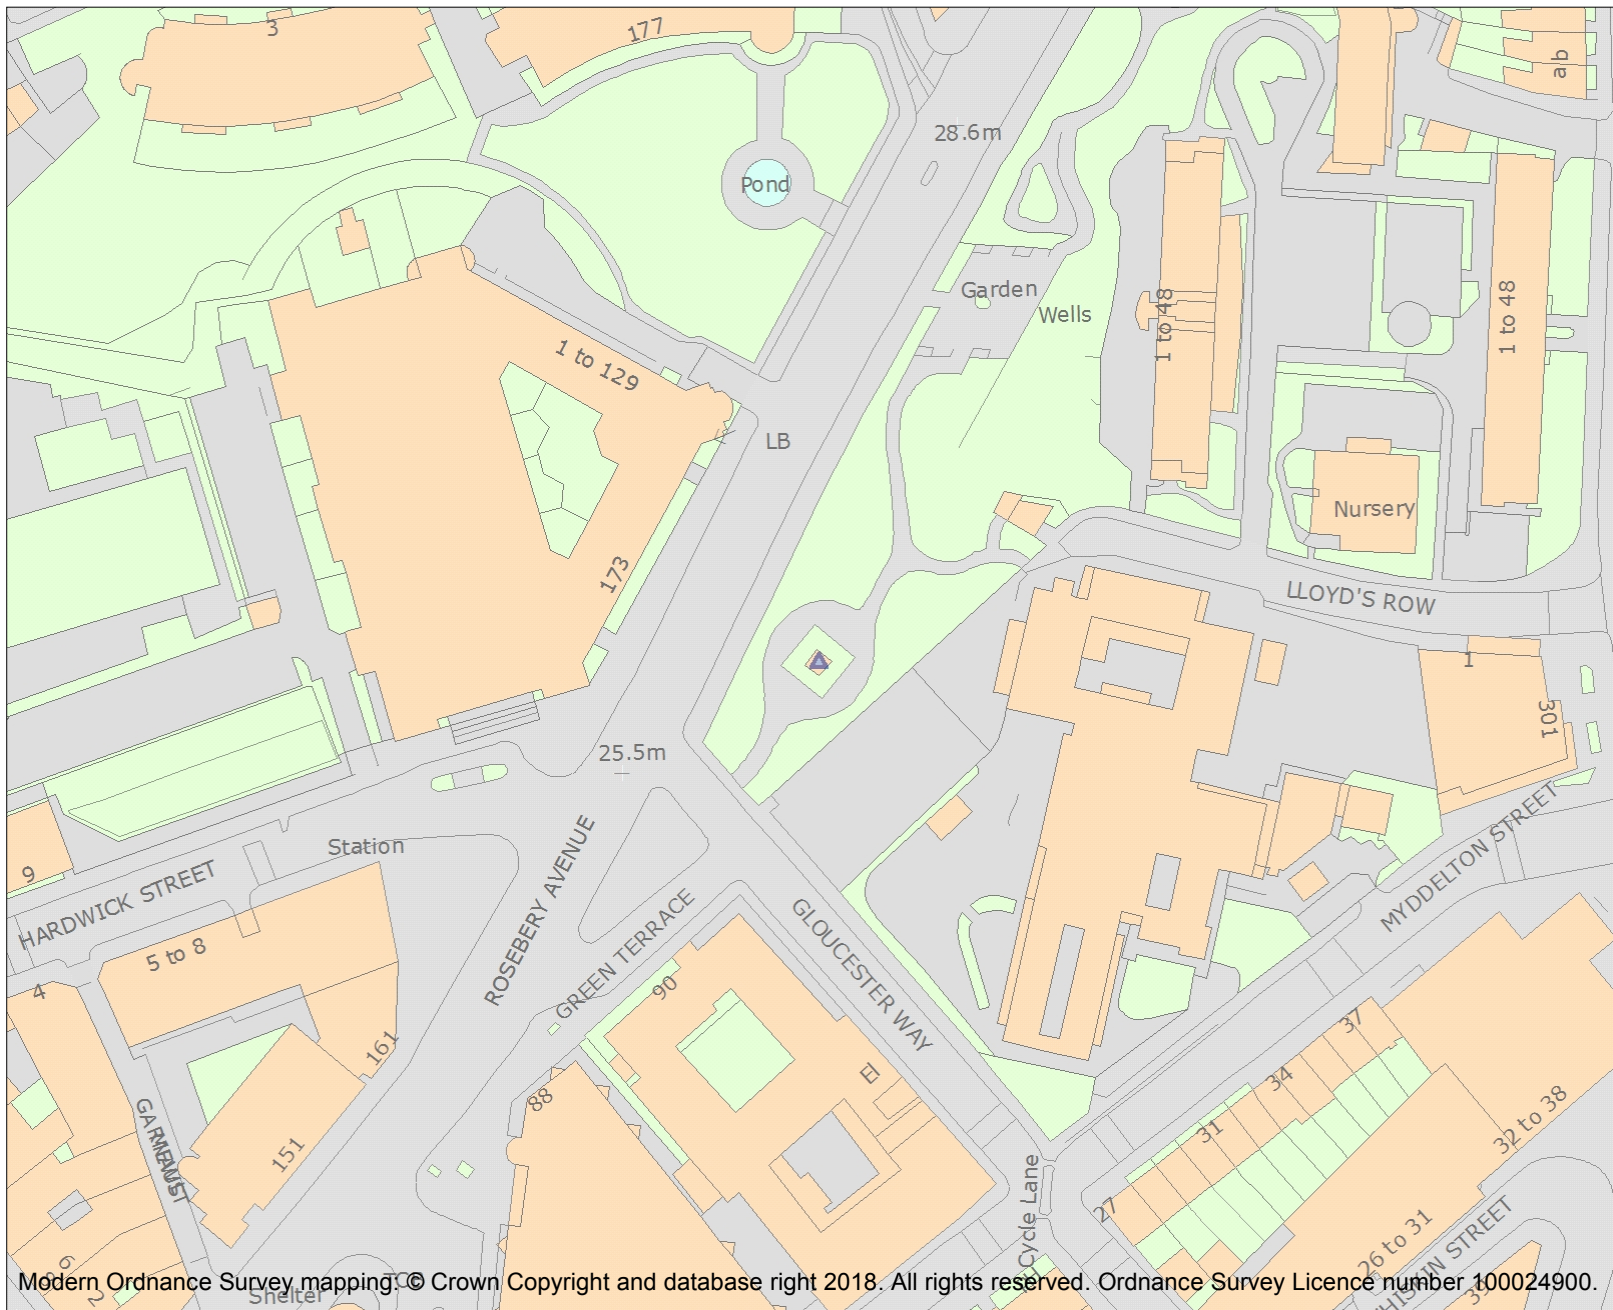 3
177
a b
28.6m
Pond
Garden
Wells
1 to 48
1 to 48
1 to 129
LB
Nursery
173
LLOYD'S ROW
1
301
25.5m
Station
9
HARDWICK STREET
ROSEBERY AVENUE
MYDDELTON STREET
GREEN TERRACE
GLOUCESTER WAY
5 to 8
4
90
37
161
El
34
88
31
32 to 38
151
MEWS
Cycle Lane
27
26 to 31
39
6
2
Shelter
Modern Ordnance Survey mapping: © Crown Copyright and database right 2018. All rights reserved. Ordnance Survey Licence number 100024900.